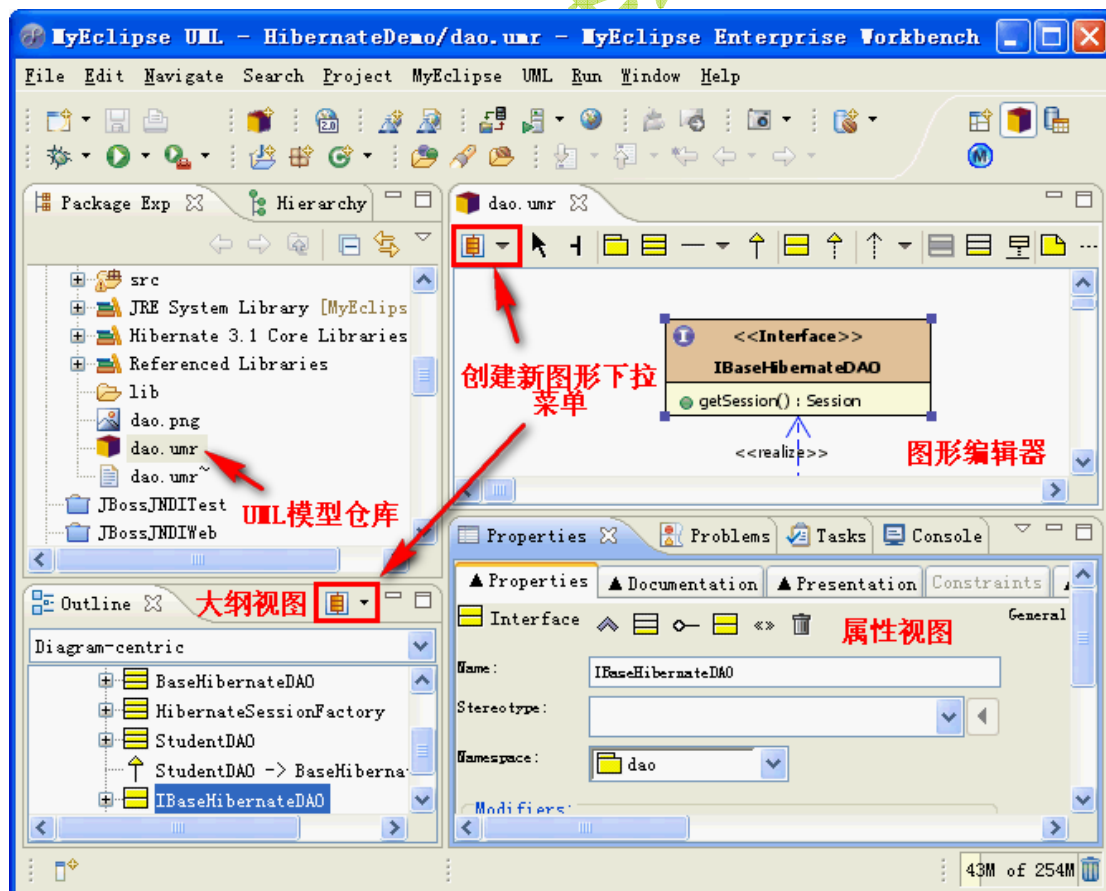 MyEclipse UML - HibernateDemo/dao.umr - MyEclipse Enterprise Workbench
File Edit Navigate Search Project MyEclipse UML Run Window Help
2.0
Package Exp Hierarchy
src
JRE System Library [MyEclips
Hibernate 3.1 Core Libraries
Referenced Libraries
lib
dao.png
dao.umr
dao.umr~
JBossJNDITest
JBossJNDIWeb
UML模型仓库
dao.umr
创建新图形下拉
菜单
<<Interface>>
IBaseHibernateDAO
getSession() : Session
<<realize>>
图形编辑器
Outline
大纲视图
Diagram-centric
BaseHibernateDAO
HibernateSessionFactory
StudentDAO
StudentDAO -> BaseHiberna
IBaseHibernateDAO
Properties Problems Tasks Console
Properties Documentation Presentation Constraints
Interface
属性视图
General
Name:
IBaseHibernateDAO
Stereotype:
Namespace:
dao
Modifiers:
43M of 254M